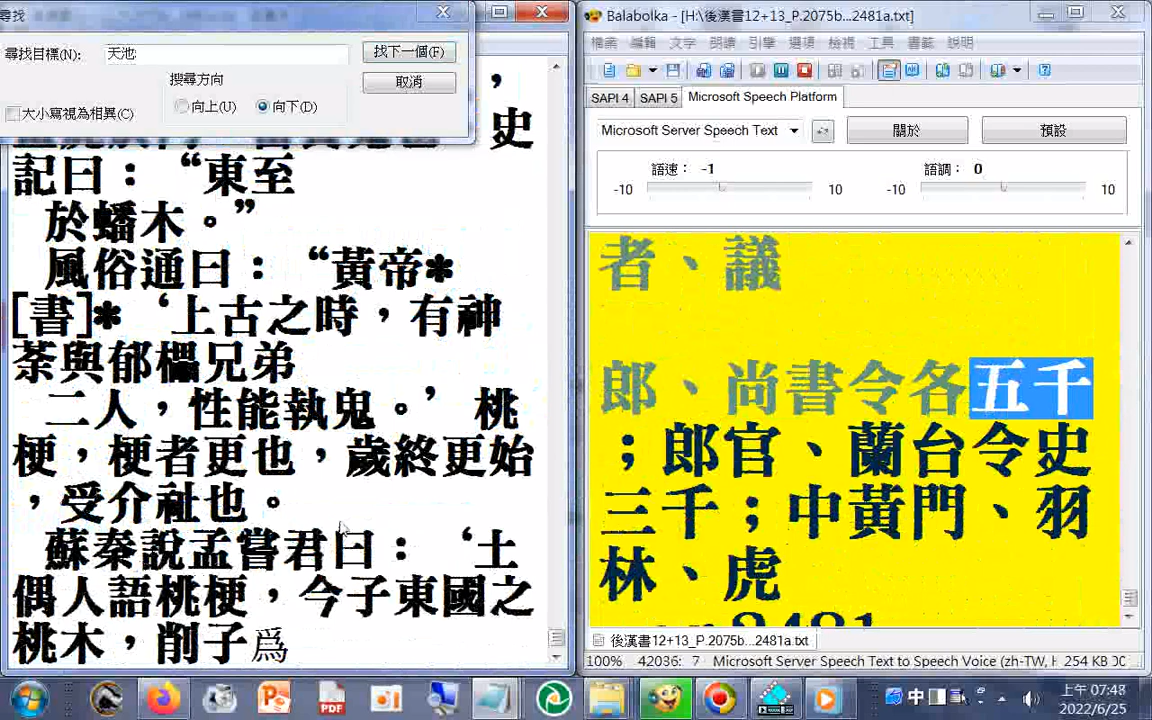 尋找
尋找目標(N):
天池
找下一個(F)
搜尋方向
取消
大小寫視為相異(C)
向上(U)
向下(D)
，史
記曰：“東至
於蟠木。”
風俗通曰：“黃帝*
[書]*‘上古之時，有神
荼與郁櫑兄弟
二人，性能執鬼。’桃
梗，梗者更也，歲終更始
，受介祉也。
蘇秦說孟嘗君曰：‘土
偶人語桃梗，今子東國之
桃木，削子爲
Balabolka - [H:\後漢書12+13_P.2075b...2481a.txt]
檔案 編輯 文字 朗讀 引擎 選項 檢視 工具 書籤 說明
SAPI 4 SAPI 5 Microsoft Speech Platform
Microsoft Server Speech Text
關於
預設
語速： -1
語調： 0
-10 10 -10 10
者、議
郎、尚書令各五千
；郎官、蘭台令史
三千；中黃門、羽
林、虎
後漢書12+13_P.2075b...2481a.txt
100% 42036: 7 Microsoft Server Speech Text to Speech Voice (zh-TW, 254 KB
中
上午 07:48
2022/6/25